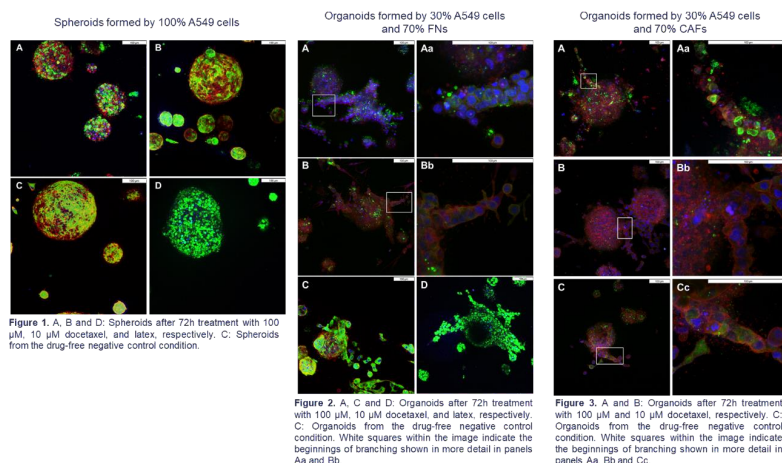 Spheroids formed by 100% A549 cells
A
B
C
D
Figure 1. A, B and D: Spheroids after 72h treatment with 100
µM, 10 µM docetaxel, and latex, respectively. C: Spheroids
from the drug-free negative control condition.
Organoids formed by 30% A549 cells
and 70% FNs
A
Aa
B
Bb
C
D
Figure 2. A, C and D: Organoids after 72h treatment
with 100 µM, 10 µM docetaxel, and latex, respectively.
C: Organoids from the drug-free negative control
condition. White squares within the image indicate the
beginnings of branching shown in more detail in panels
Aa and Bb.
Organoids formed by 30% A549 cells
and 70% CAFs
A
Aa
B
Bb
C
Cc
Figure 3. A and B: Organoids after 72h treatment
with 100 µM and 10 µM docetaxel, respectively. C:
Organoids from the drug-free negative control
condition. White squares within the image indicate
the beginnings of branching shown in more detail in
panels Aa, Bb and Cc